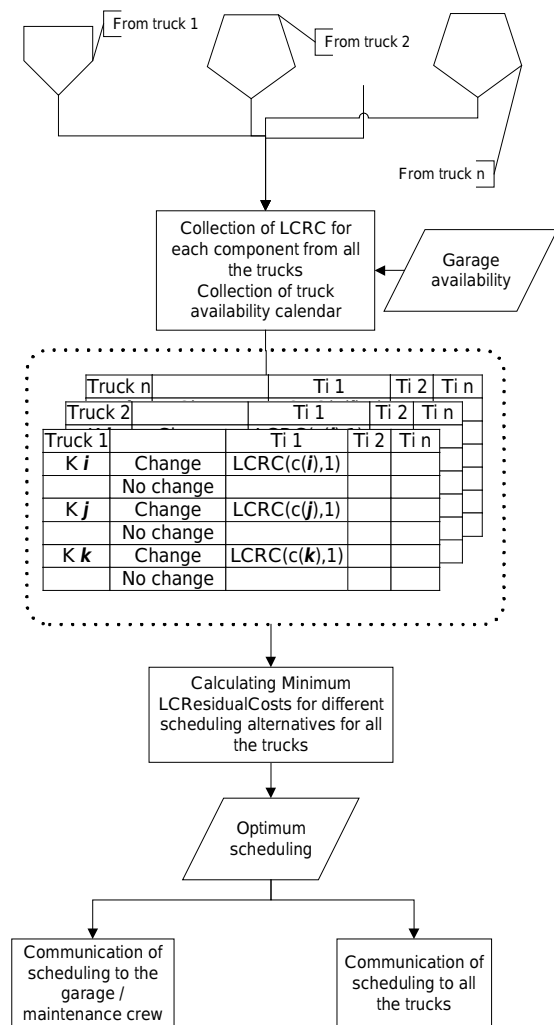 From truck 1
From truck 2
From truck n
Collection of LCRC for
each component from all
the trucks
Collection of truck
availability calendar
Garage
availability
Truck n Ti 1 Ti 2 Ti n
Truck 2 Ti 1 Ti 2 Ti n
Truck 1 Ti 1 Ti 2 Ti n
K i Change LCRC(c(i),1)
No change
K j Change LCRC(c(j),1)
No change
K k Change LCRC(c(k),1)
No change
Calculating Minimum
LCResidualCosts for different
scheduling alternatives for all
the trucks
Optimum
scheduling
Communication of
scheduling to the
garage /
maintenance crew
Communication of
scheduling to all
the trucks